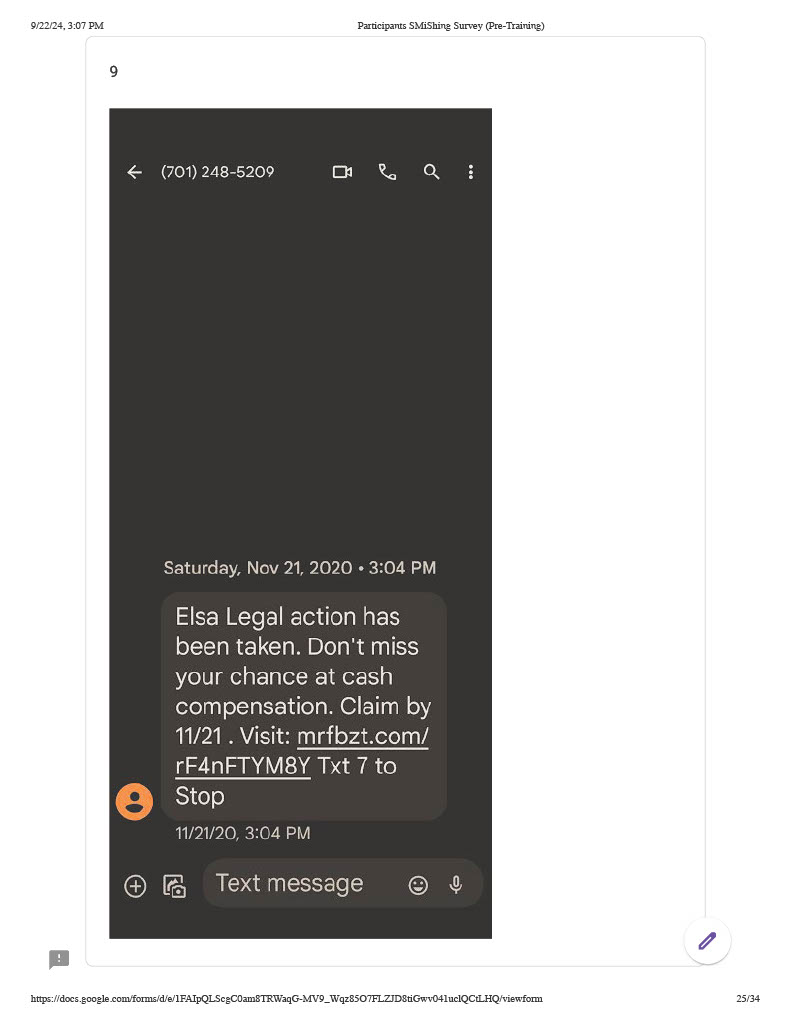 9/22/24, 3:07 PM
Participants SMiShing Survey (Pre-Training)
9
(701) 248-5209
Saturday, Nov 21, 2020 • 3:04 PM
Elsa Legal action has
been taken. Don't miss
your chance at cash
compensation. Claim by
11/21 . Visit: mrfbzt.com/
rF4nFTYM8Y Txt 7 to
Stop
11/21/20, 3:04 PM
Text message
https://docs.google.com/forms/d/e/1FAIpQLScgC0am8TRWaqG-MV9_Wqz85O7FLZJD8tiGwv041uclQCtLHQ/viewform
25/34